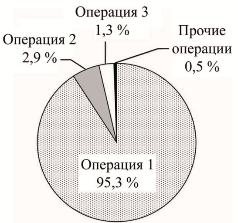 Операция 3
1,3 %
Операция 2
2,9 %
Прочие
операции
0,5 %
Операция 1
95,3 %